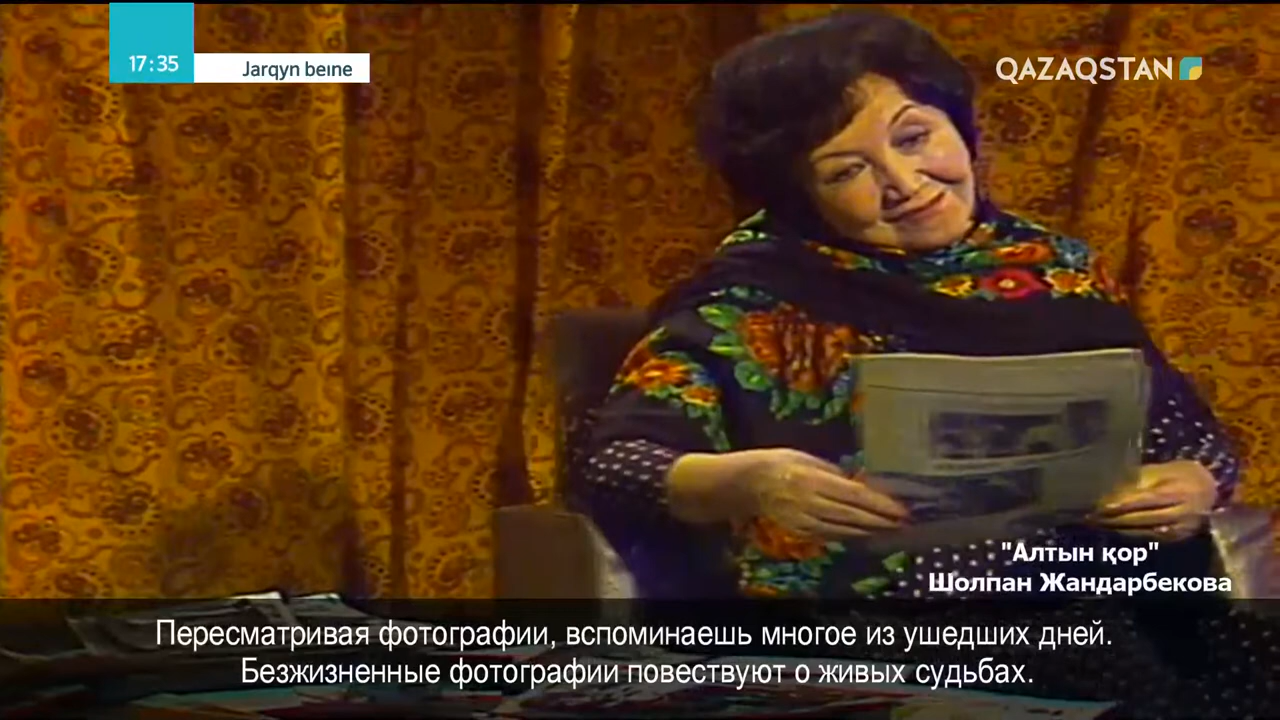 17:35
Jarqyn beıne
QAZAQSTAN
"Алтын қор"
Шолпан Жандарбекова
Пересматривая фотографии, вспоминаешь многое из ушедших дней.
Безжизненные фотографии повествуют о живых судьбах.